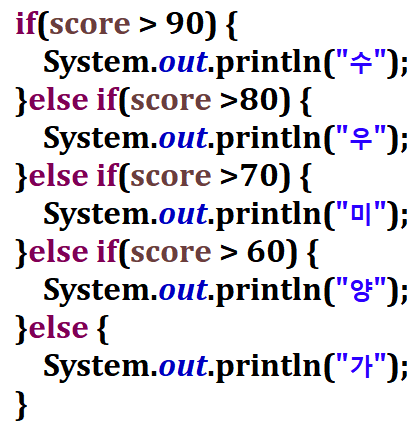 if(score > 90) {
System.out.println("수");
}else if(score >80) {
System.out.println("우");
}else if(score >70) {
System.out.println("미");
}else if(score > 60) {
System.out.println("양");
}else {
System.out.println("가");
}